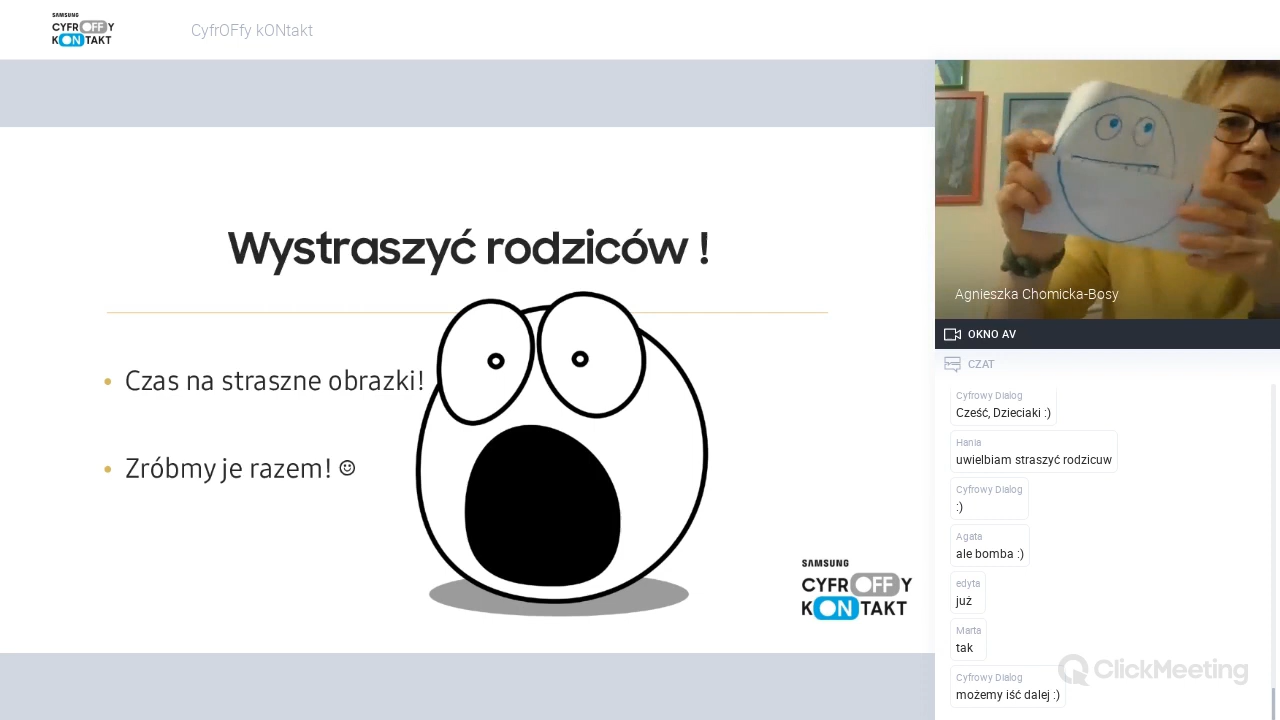 SAMSUNG
CYFROFFY
KONTAKT
CyfrOFfy kONtakt
Wystraszyć rodziców !
• Czas na straszne obrazki!
• Zróbmy je razem! ☺
SAMSUNG
CYFROFFY
KONTAKT
Agnieszka Chomicka-Bosy
OKNO AV
CZAT
Cyfrowy Dialog
Cześć, Dzieciaki :)
Hania
uwielbiam straszyć rodzicuw
Cyfrowy Dialog
:)
Agata
ale bomba :)
edyta
już
Marta
tak
Cyfrowy Dialog
możemy iść dalej :)
ClickMeeting